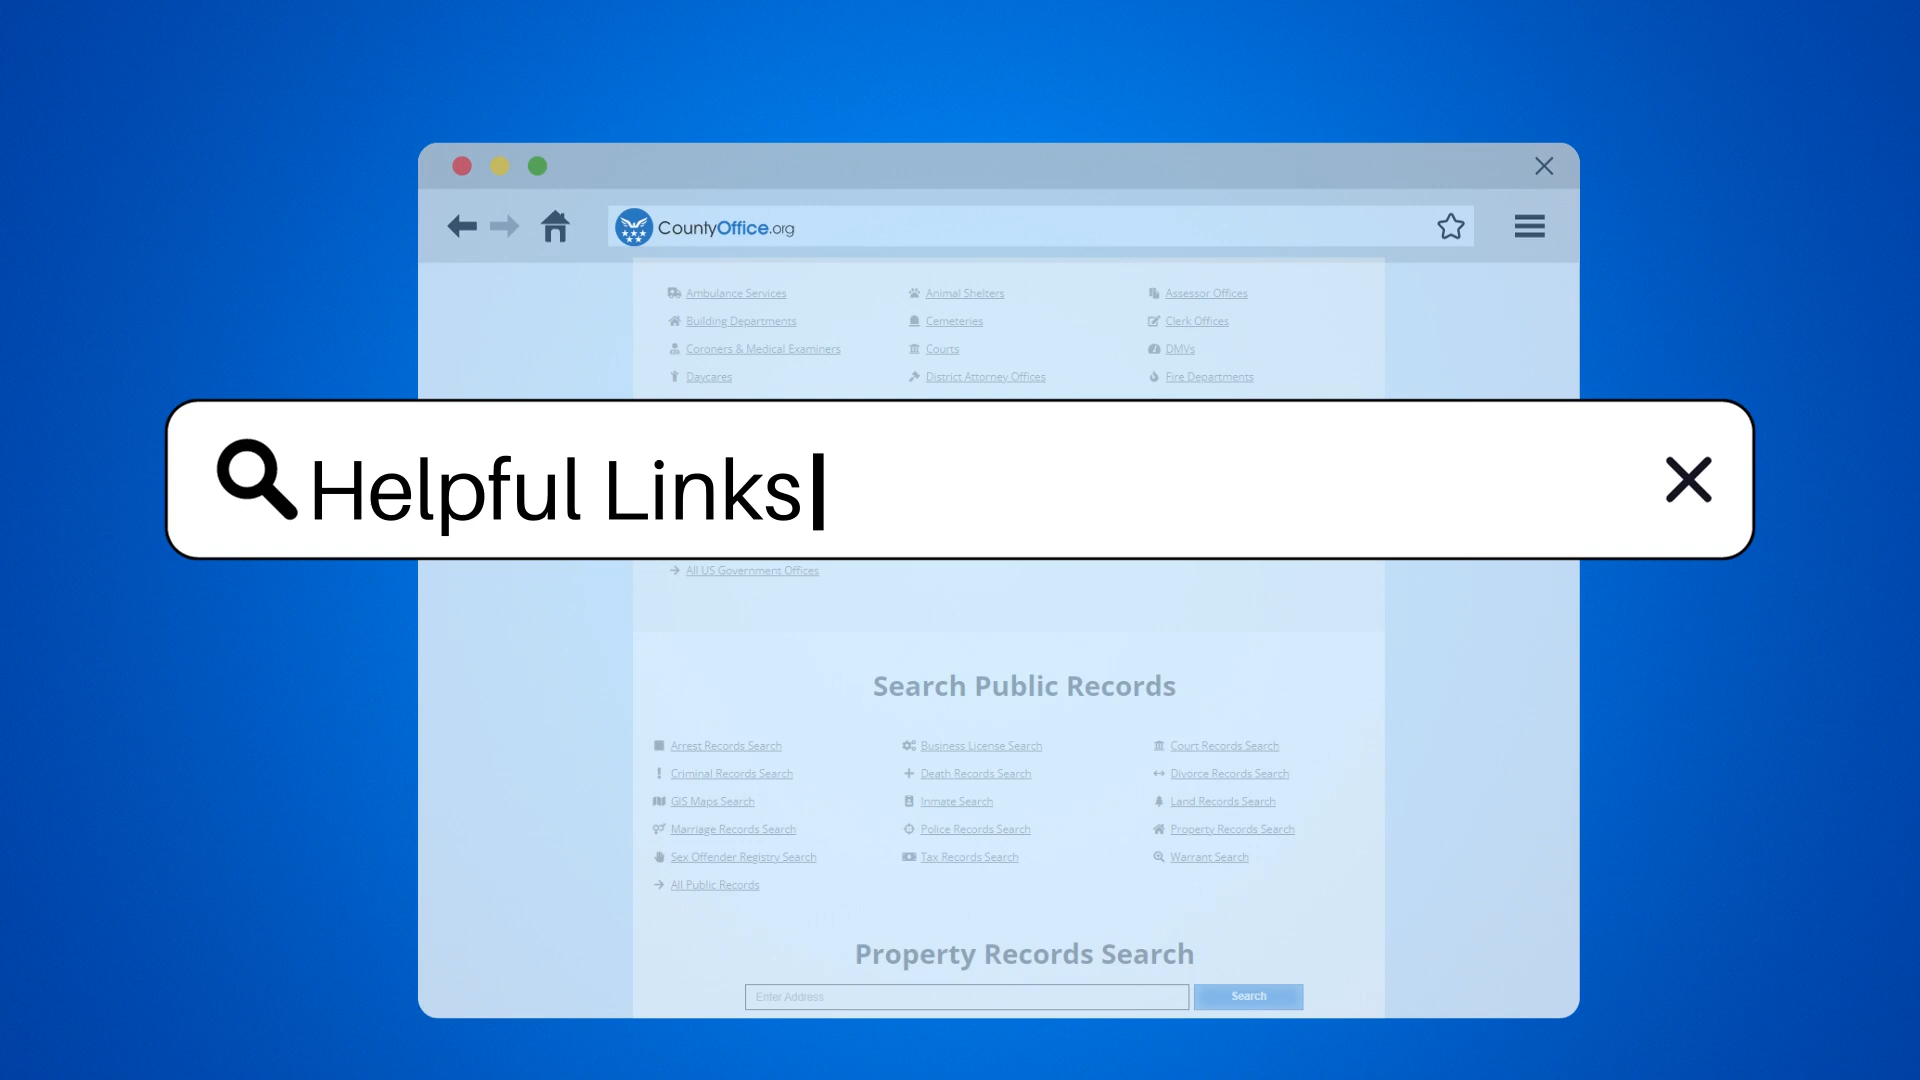 CountyOffice.org
Ambulance Services Animal Shelters Assessor Offices
Building Departments Cemeteries Clerk Offices
Coroners & Medical Examiners Courts DMVs
Daycares District Attorney Offices Fire Departments
Helpful Links
All US Government Offices
Search Public Records
Arrest Records Search Business License Search Court Records Search
Criminal Records Search Death Records Search Divorce Records Search
GIS Maps Search Inmate Search Land Records Search
Marriage Records Search Police Records Search Property Records Search
Sex Offender Registry Search Tax Records Search Warrant Search
All Public Records
Property Records Search
Enter Address Search